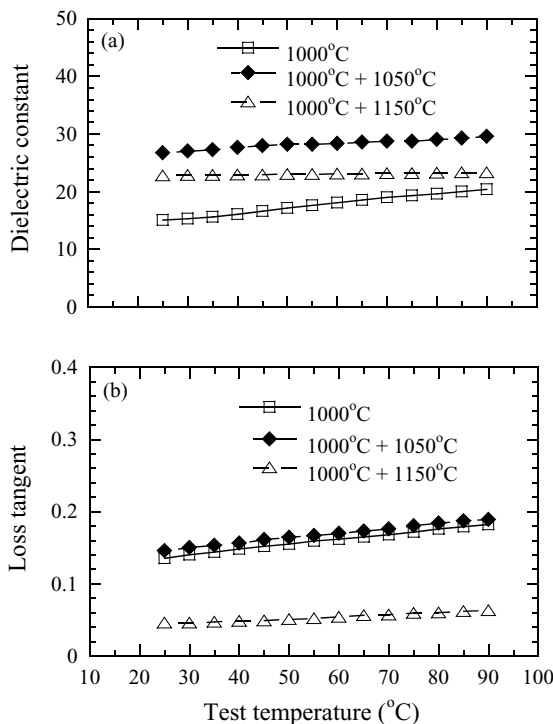 50
(a)
1000°C
1000°C + 1050°C
1000°C + 1150°C
40
30
20
10
0
Dielectric constant
0.4
(b)
1000°C
1000°C + 1050°C
1000°C + 1150°C
0.3
0.2
0.1
0
Loss tangent
10 20 30 40 50 60 70 80 90 100
Test temperature (°C)